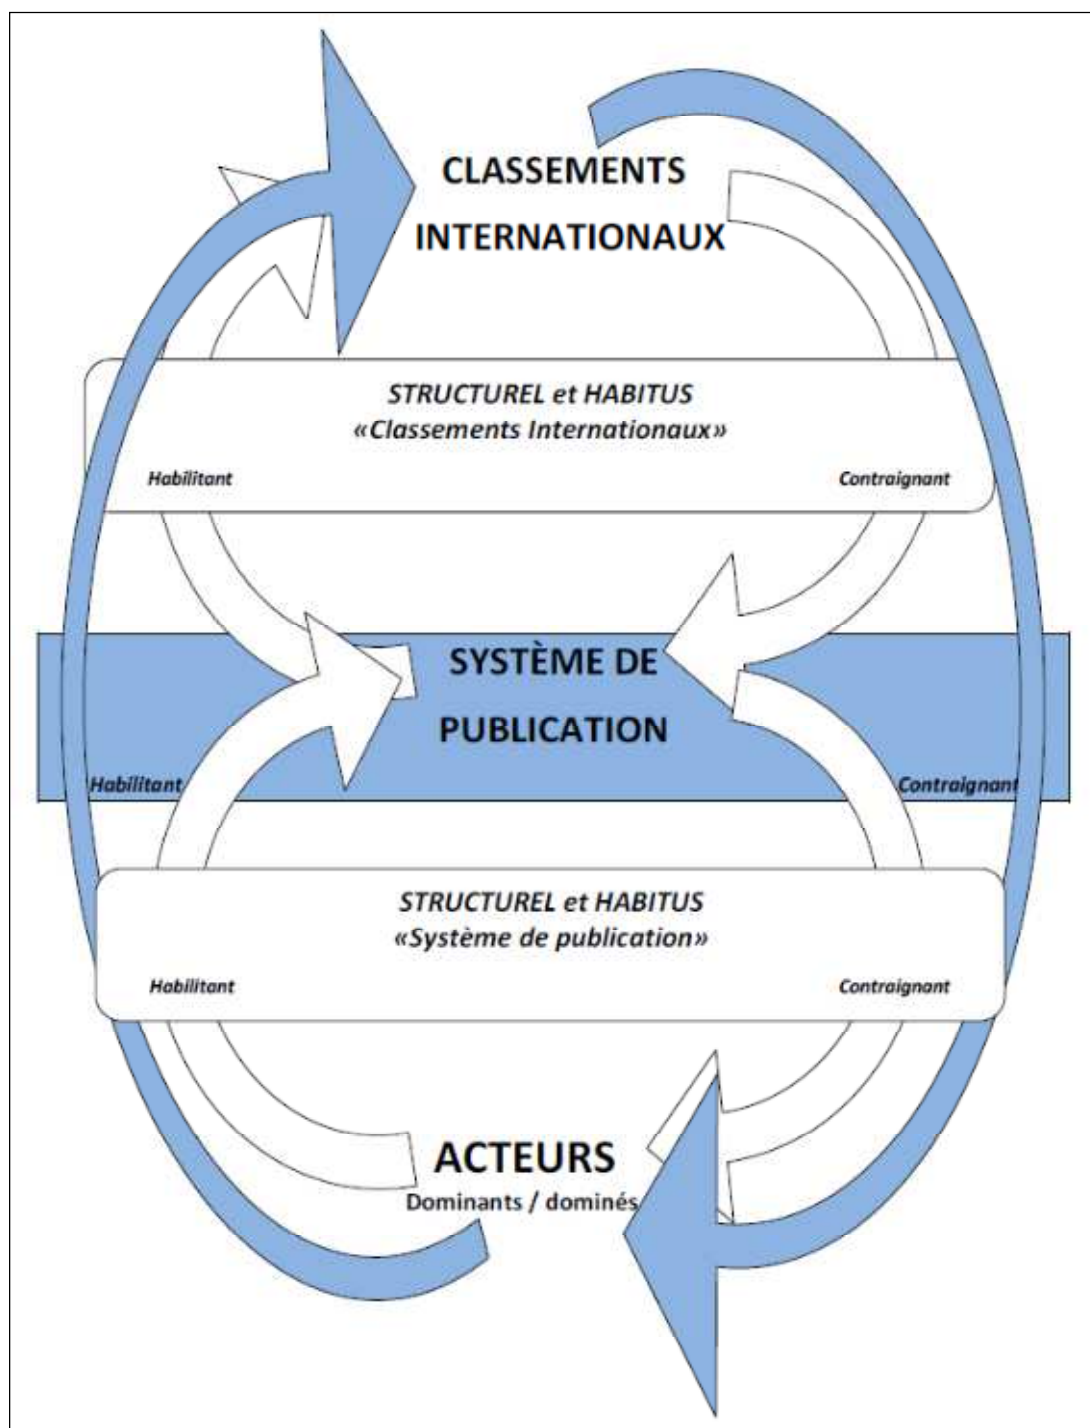 CLASSEMENTS
INTERNATIONAUX
STRUCTUREL et HABITUS
«Classements Internationaux»
Habilitant
Contraignant
SYSTÈME DE
PUBLICATION
Habilitant
Contraignant
STRUCTUREL et HABITUS
«Système de publication»
Habilitant
Contraignant
ACTEURS
Dominants / dominés